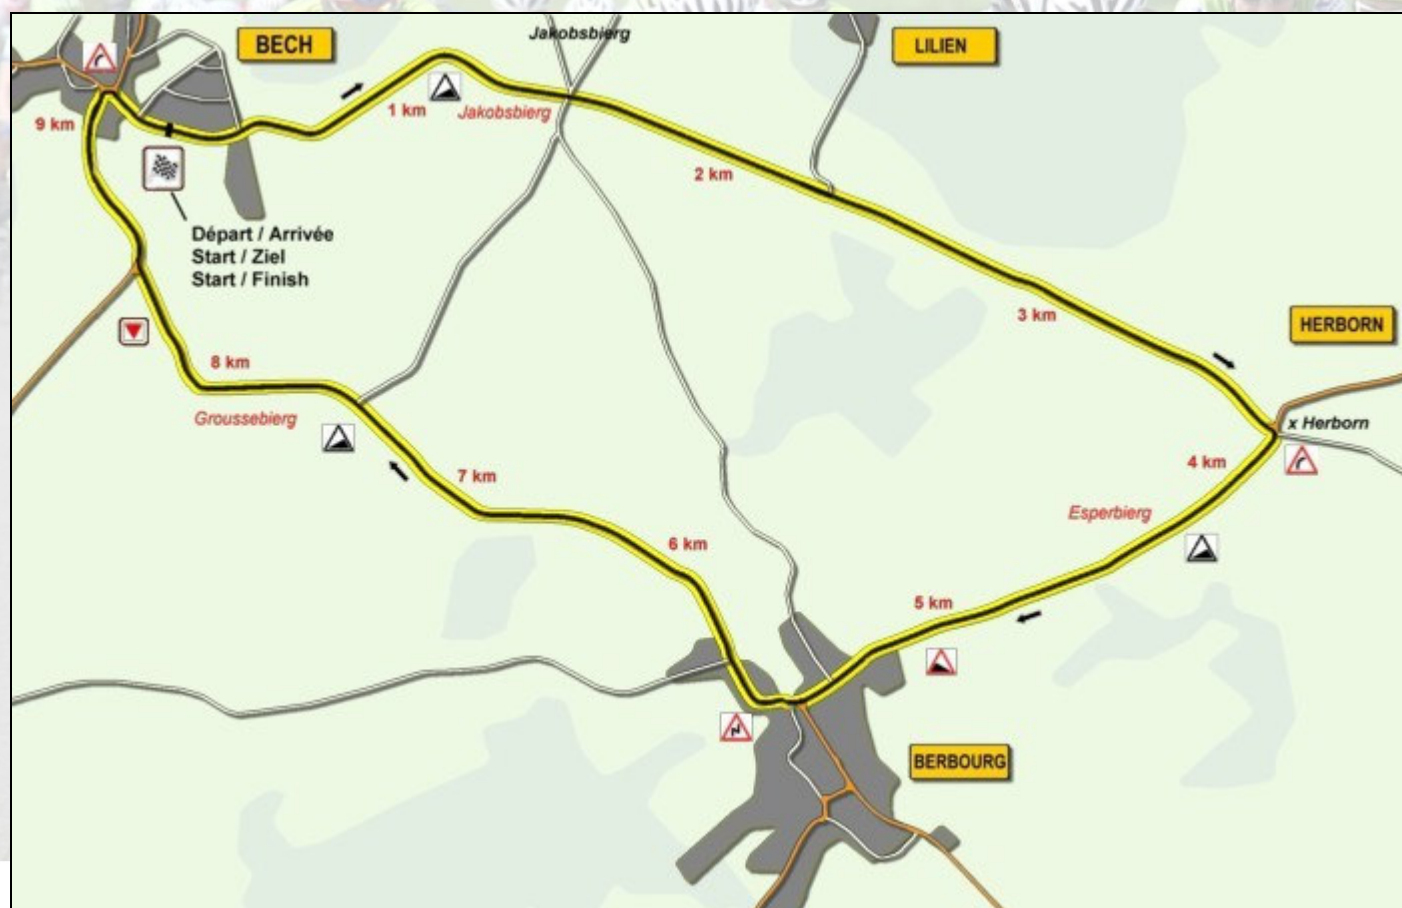 Jakobsbierg
BECH
LILIEN
1 km
Jakobsbierg
9 km
2 km
Départ / Arrivée
Start / Ziel
Start / Finish
3 km
HERBORN
8 km
Groussebierg
x Herborn
4 km
7 km
Esperbierg
6 km
5 km
BERBOURG